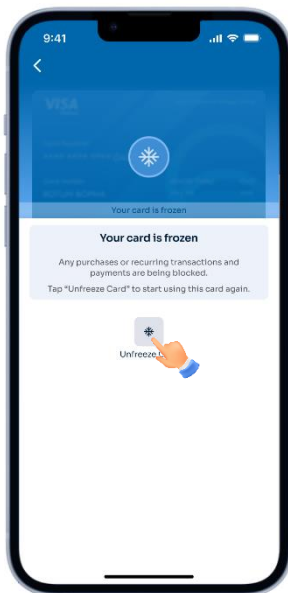 9:41
VISA
Your card is frozen
Your card is frozen
Any purchases or recurring transactions and
payments are being blocked.
Tap "Unfreeze Card" to start using this card again.
Unfreeze